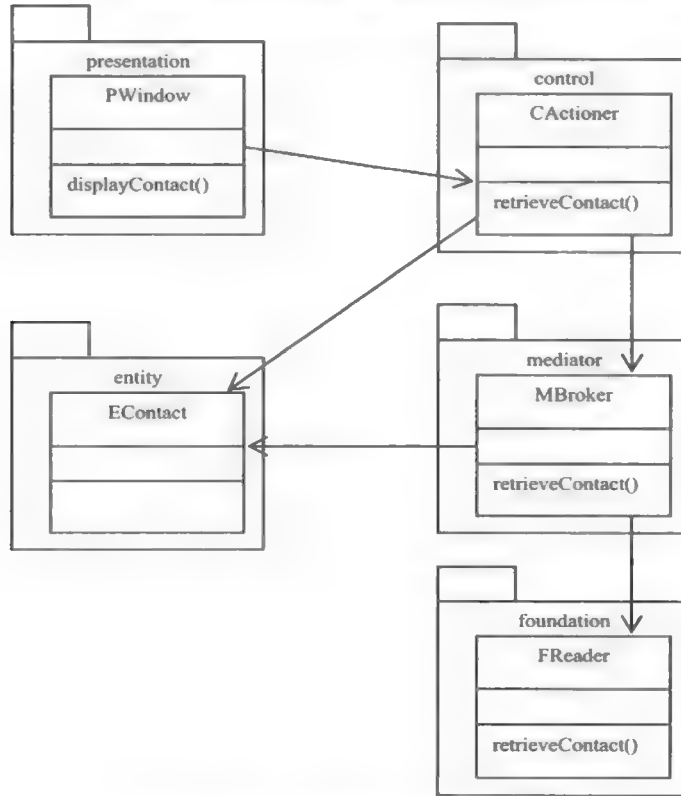 presentation
PWindow
displayContact()
control
CActioner
retrieveContact()
entity
EContact
mediator
MBroker
retrieveContact()
foundation
FReader
retrieveContact()